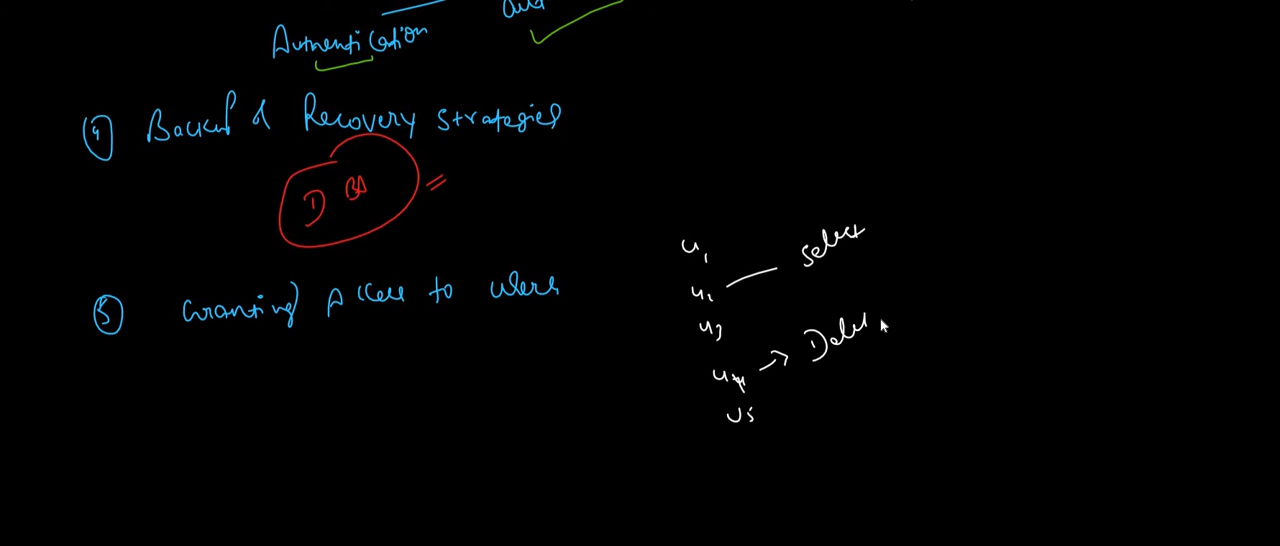 Authentication
④ Backup & Recovery strategies
DBA
⑤ Granting Access to users
u1
u2 select
u3
u4 → Delet
U5